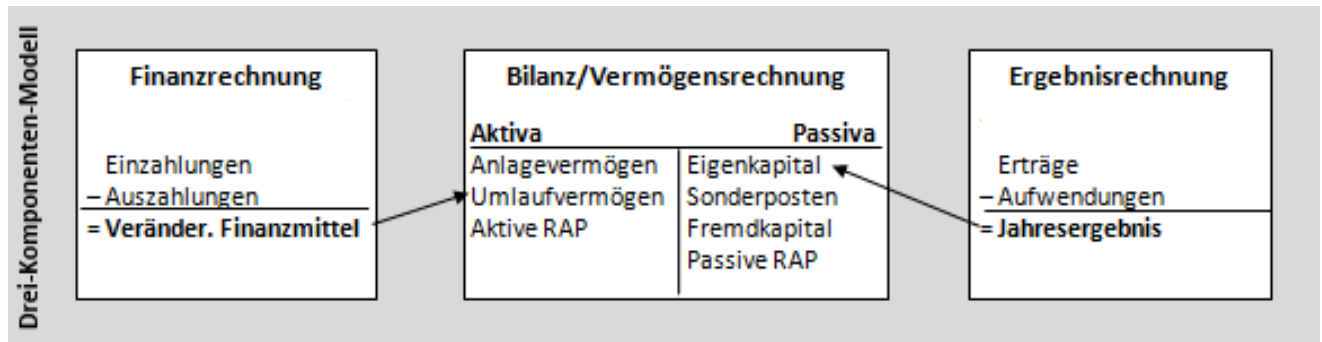 Drei-Komponenten-Modell
Finanzrechnung
Einzahlungen
– Auszahlungen
= Veränder. Finanzmittel
Bilanz/Vermögensrechnung
Aktiva Passiva
Anlagevermögen Eigenkapital
Umlaufvermögen Sonderposten
Aktive RAP Fremdkapital
Passive RAP
Ergebnisrechnung
Erträge
– Aufwendungen
= Jahresergebnis